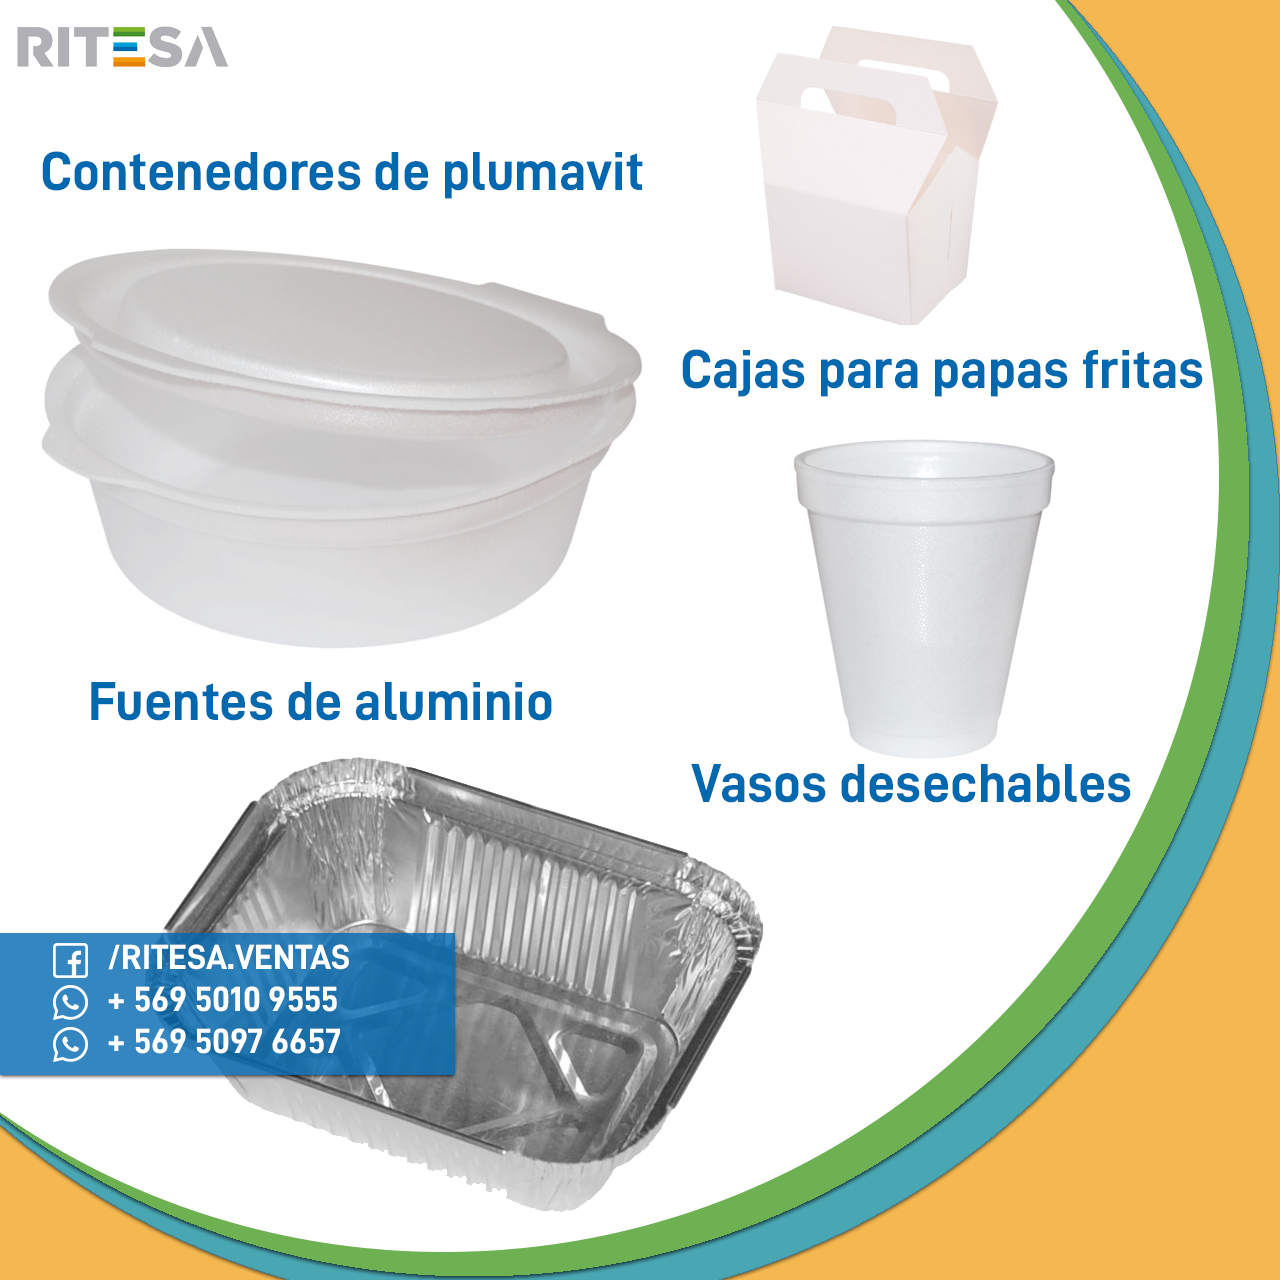 RITESA
Contenedores de plumavit
Cajas para papas fritas
Fuentes de aluminio
Vasos desechables
/RITESA.VENTAS
+ 569 5010 9555
+ 569 5097 6657